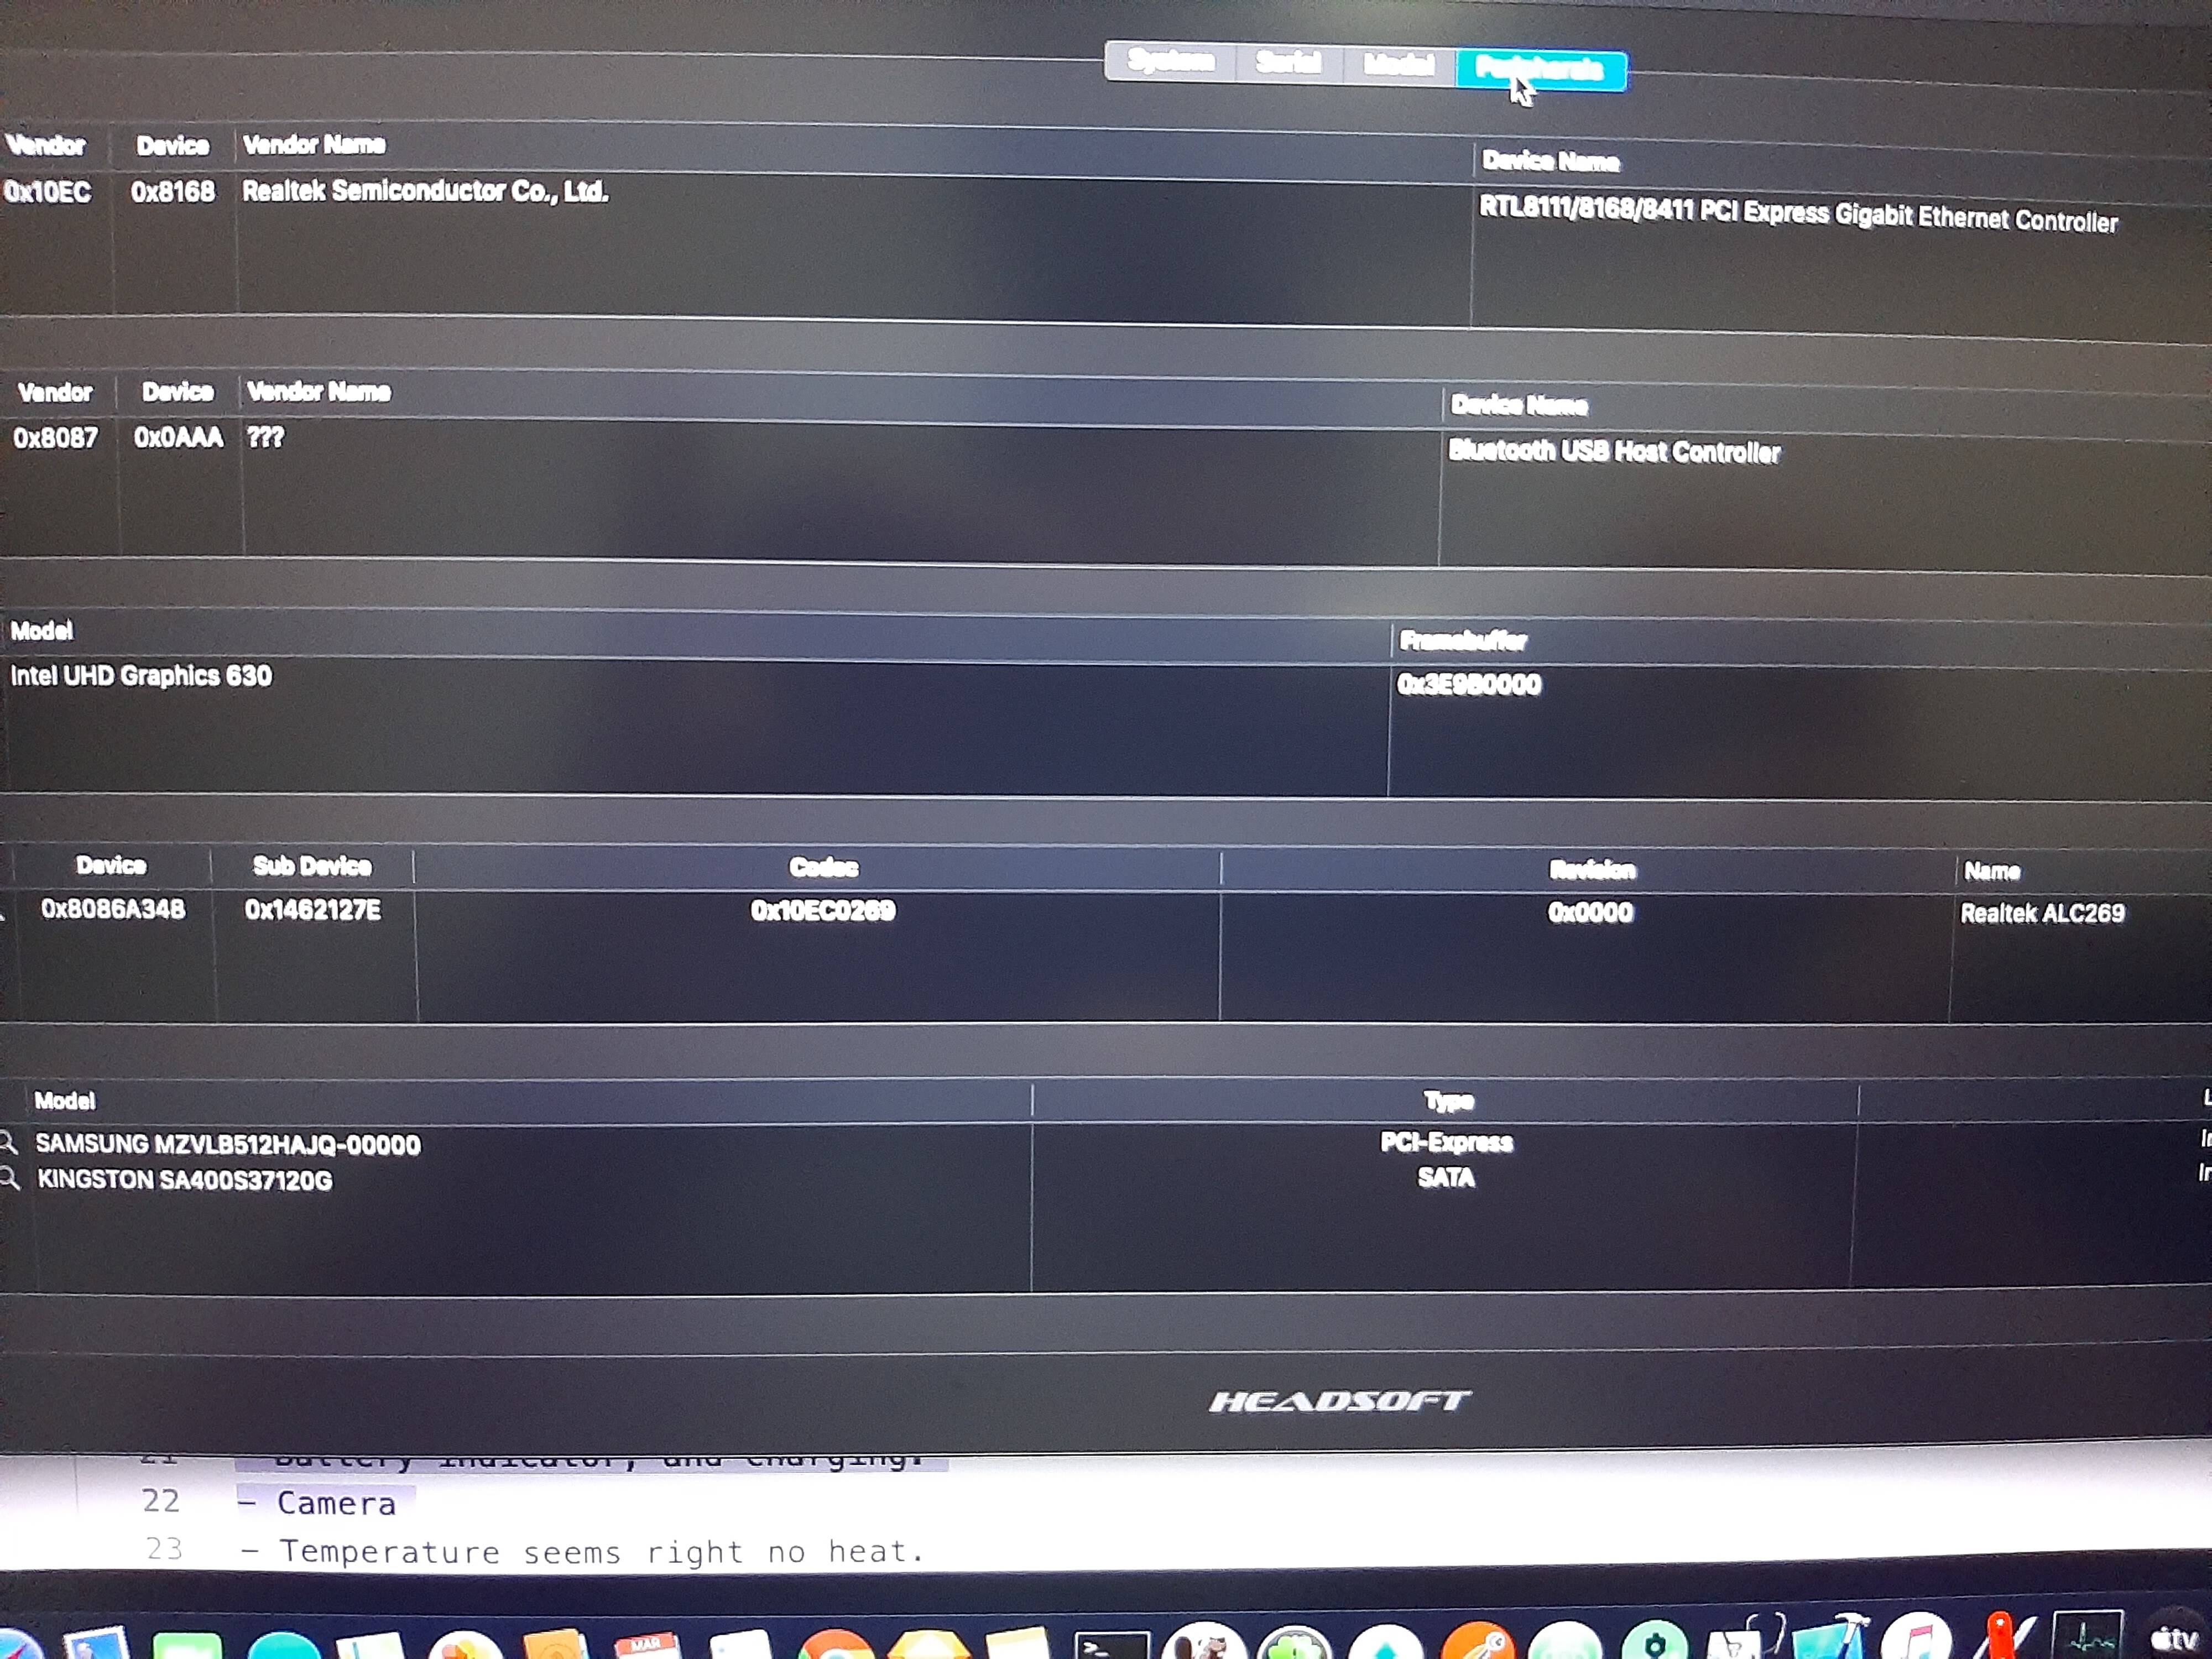 System Serial Model Peripherals
Vendor Device Vendor Name Device Name
0x10EC 0x8168 Realtek Semiconductor Co., Ltd. RTL8111/8168/8411 PCI Express Gigabit Ethernet Controller
Vendor Device Vendor Name Device Name
0x8087 0x0AAA ??? Bluetooth USB Host Controller
Model Framebuffer
Intel UHD Graphics 630 0x3E9B0000
Device Sub Device Codec Revision Name
0x8086A348 0x1462127E 0x10EC0269 0x0000 Realtek ALC269
Model Type
SAMSUNG MZVLB512HAJQ-00000 PCI-Express
KINGSTON SA400S37120G SATA
HEADSOFT
21 Battery indicator, and charging.
22 – Camera
23 – Temperature seems right no heat.
MAR
tv